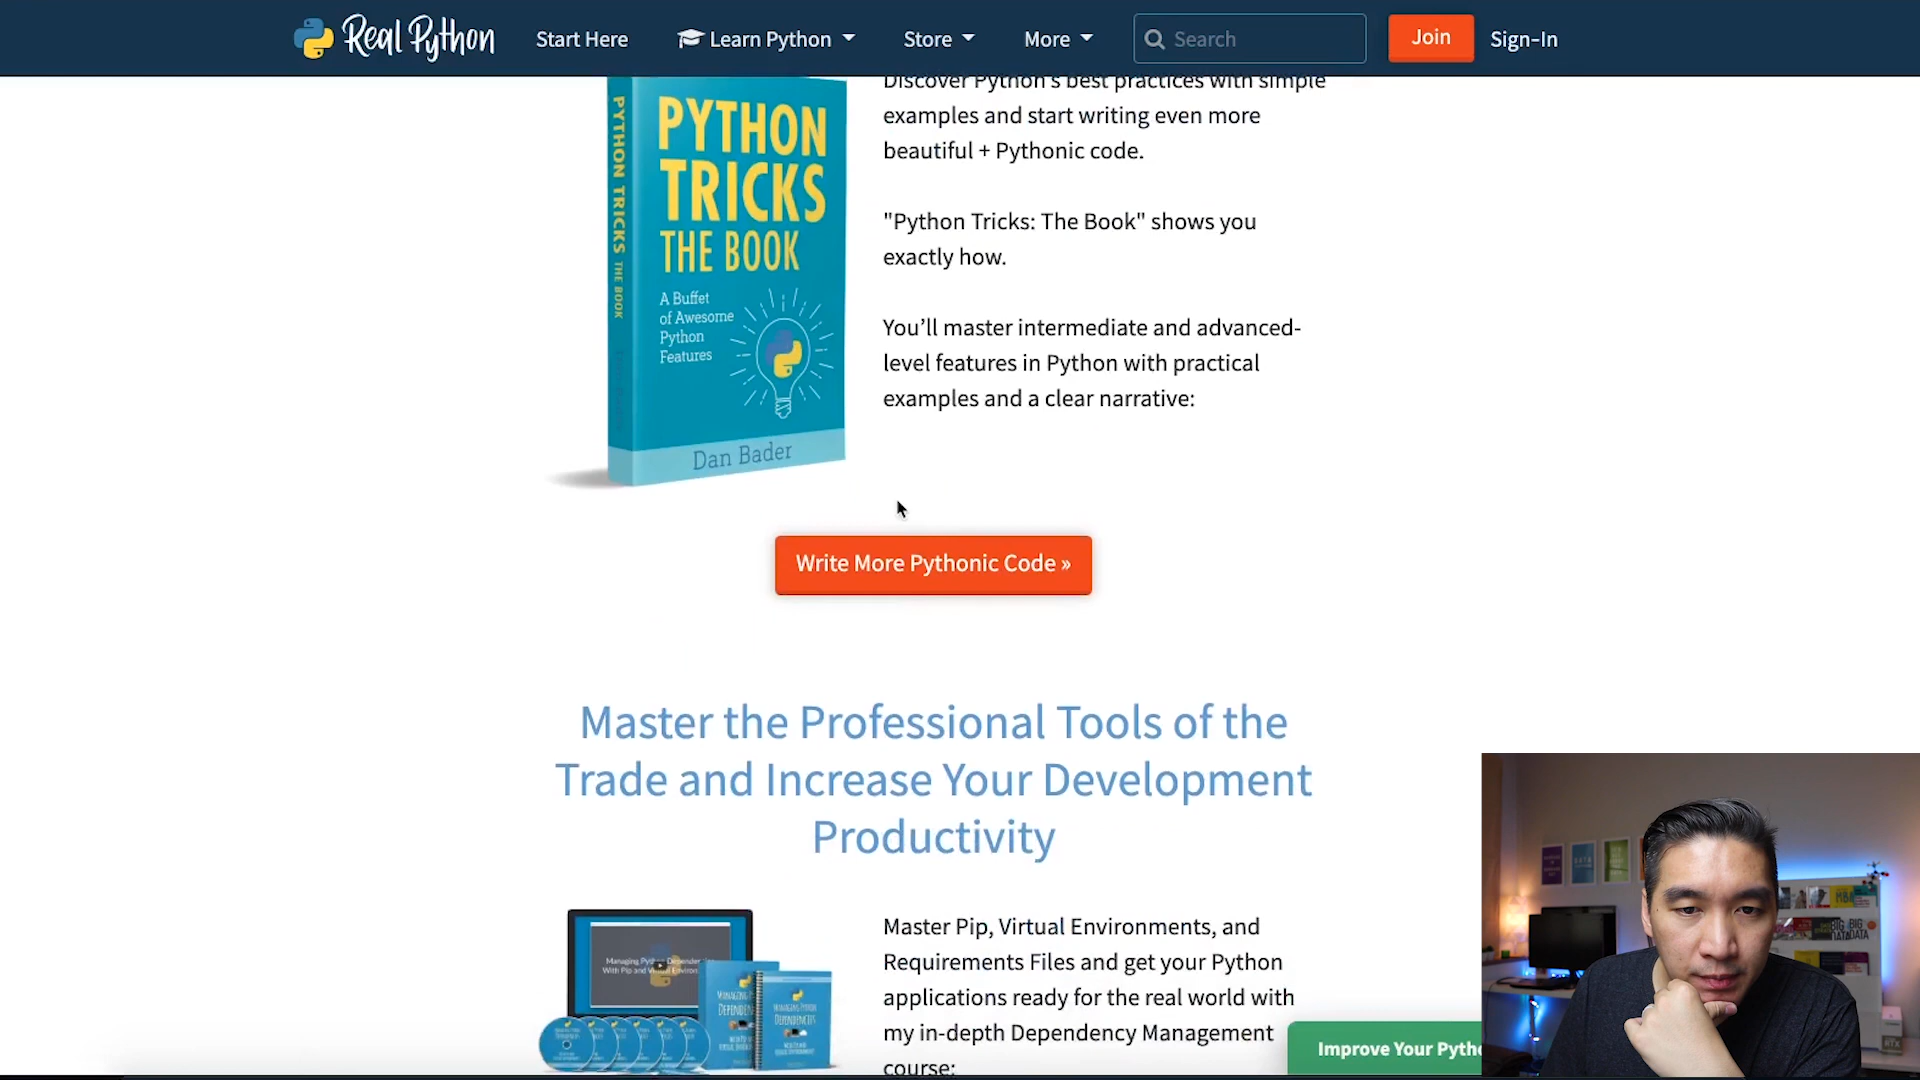 Real Python
Start Here
Learn Python
Store
More
Search
Join
Sign-In
Discover Python's best practices with simple
examples and start writing even more
beautiful + Pythonic code.
"Python Tricks: The Book" shows you
exactly how.
You’ll master intermediate and advanced-
level features in Python with practical
examples and a clear narrative:
PYTHON TRICKS THE BOOK
PYTHON
TRICKS
THE BOOK
A Buffet
of Awesome
Python
Features
Dan Bader
Write More Pythonic Code »
Master the Professional Tools of the
Trade and Increase Your Development
Productivity
Managing Python Dependencies
With Pip and Virtual
Master Pip, Virtual Environments, and
Requirements Files and get your Python
applications ready for the real world with
my in-depth Dependency Management
course:
Improve Your Pytho
BIG
DATA